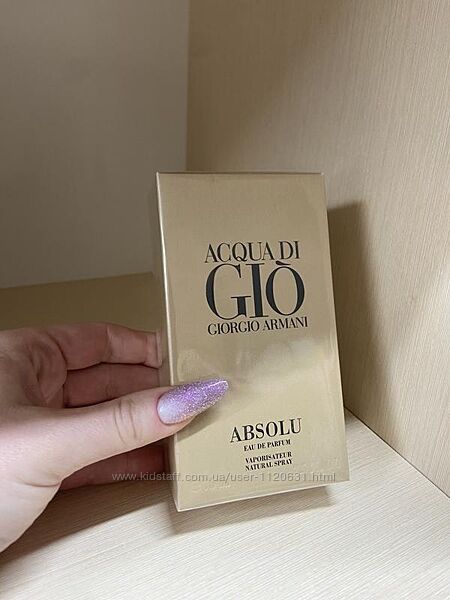 ACQUA DI
GIÒ
GIORGIO ARMANI
ABSOLU
EAU DE PARFUM
VAPORISATEUR
NATURAL SPRAY
www.kidstaff.com.ua/user-1120631.html